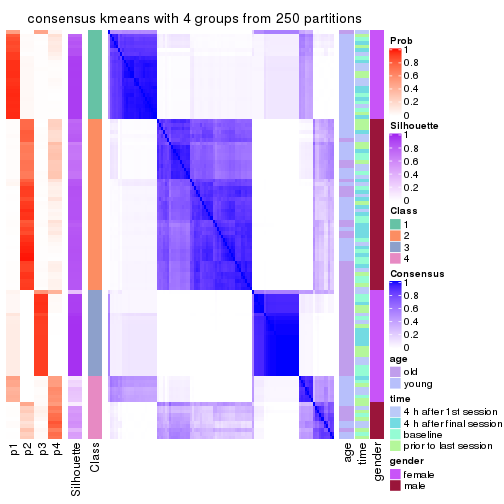 consensus kmeans with 4 groups from 250 partitions
Prob
1
0.8
0.6
0.4
0.2
0
Silhouette
1
0.8
0.6
0.4
0.2
0
Class
1
2
3
4
Consensus
1
0.8
0.6
0.4
0.2
0
age
old
young
time
4 h after 1st session
4 h after final session
baseline
prior to last session
gender
female
male
p1
p2
p3
p4
Silhouette
Class
age
time
gender